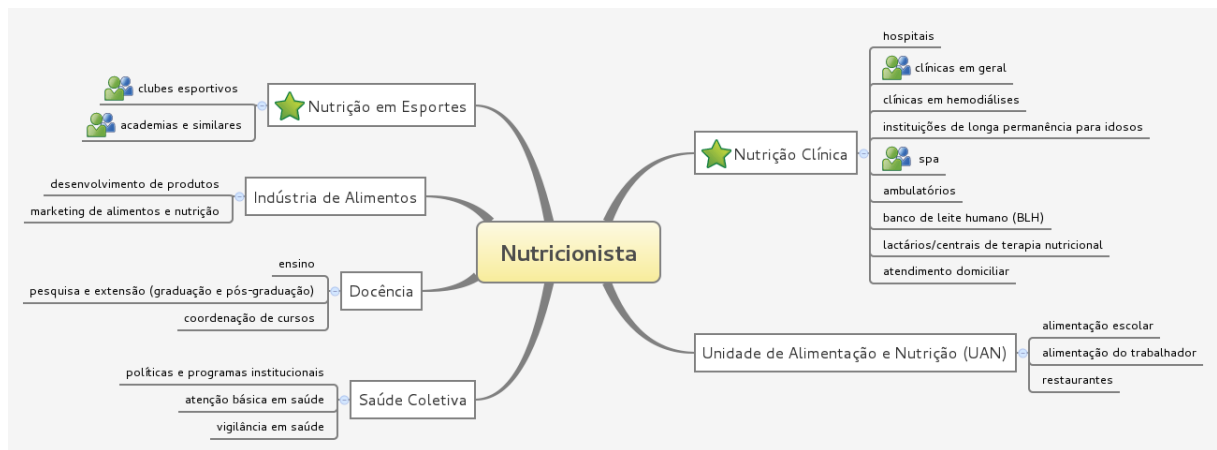 Nutricionista
Nutrição em Esportes
clubes esportivos
academias e similares
Indústria de Alimentos
desenvolvimento de produtos
marketing de alimentos e nutrição
Docência
ensino
pesquisa e extensão (graduação e pós-graduação)
coordenação de cursos
Saúde Coletiva
políticas e programas institucionais
atenção básica em saúde
vigilância em saúde
Nutrição Clínica
hospitais
clínicas em geral
clínicas em hemodiálises
instituições de longa permanência para idosos
spa
ambulatórios
banco de leite humano (BLH)
lactários/centrais de terapia nutricional
atendimento domiciliar
Unidade de Alimentação e Nutrição (UAN)
alimentação escolar
alimentação do trabalhador
restaurantes